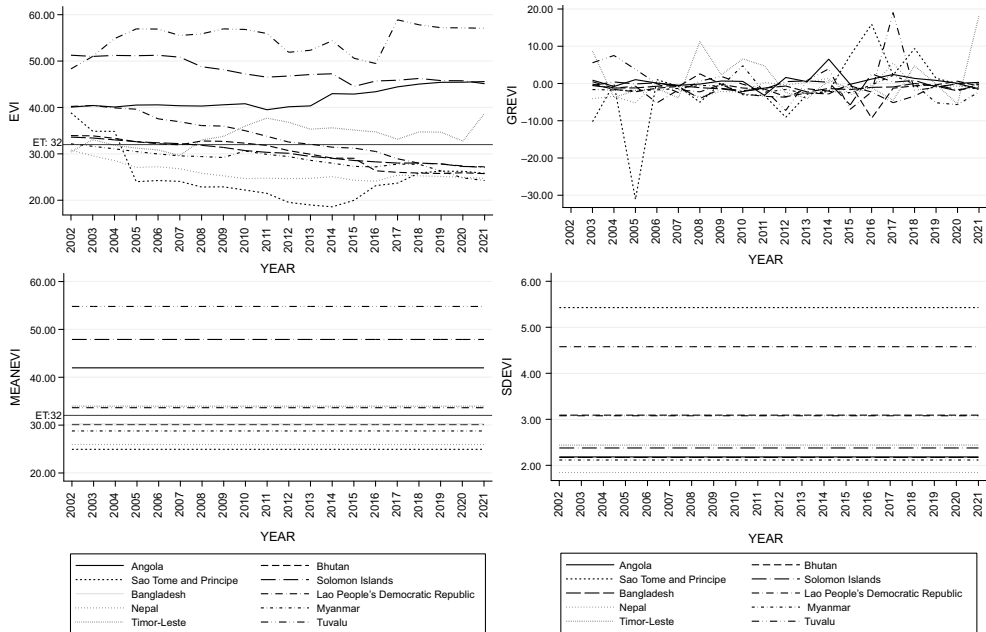 60.00
50.00
40.00
30.00
20.00
EVI
ET: 32
2002 2003 2004 2005 2006 2007 2008 2009 2010 2011 2012 2013 2014 2015 2016 2017 2018 2019 2020 2021
YEAR
10.00
0.00
–10.00
–20.00
–30.00
GREVI
2002 2003 2004 2005 2006 2007 2008 2009 2010 2011 2012 2013 2014 2015 2016 2017 2018 2019 2020 2021
YEAR
60.00
50.00
40.00
30.00
20.00
MEANEVI
ET:32
2002 2003 2004 2005 2006 2007 2008 2009 2010 2011 2012 2013 2014 2015 2016 2017 2018 2019 2020 2021
YEAR
6.00
5.00
4.00
3.00
2.00
SDEVI
2002 2003 2004 2005 2006 2007 2008 2009 2010 2011 2012 2013 2014 2015 2016 2017 2018 2019 2020 2021
YEAR
Angola Bhutan
Sao Tome and Principe Solomon Islands
Bangladesh Lao People's Democratic Republic
Nepal Myanmar
Timor-Leste Tuvalu
Angola Bhutan
Sao Tome and Principe Solomon Islands
Bangladesh Lao People's Democratic Republic
Nepal Myanmar
Timor-Leste Tuvalu